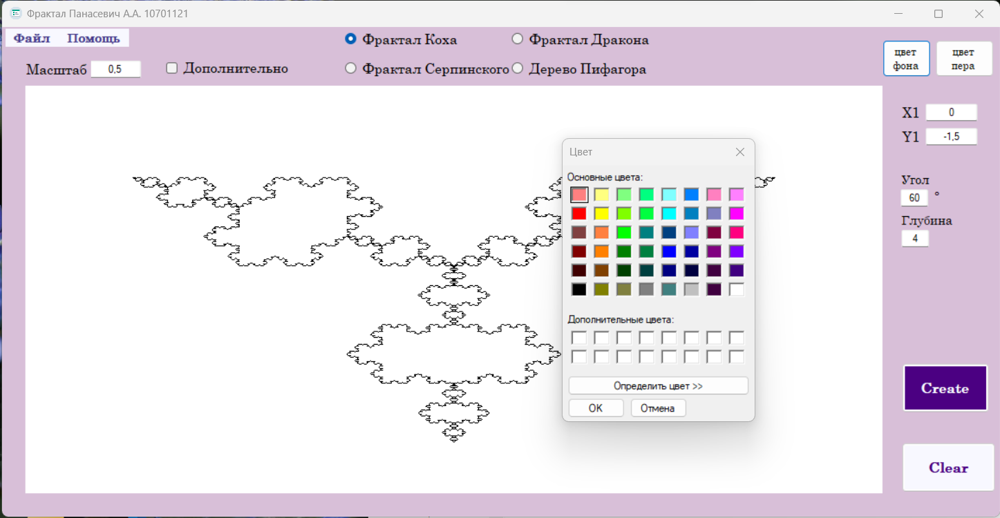 Фрактал Панасевич А.А. 10701121
Файл Помощь
Фрактал Коха
Фрактал Дракона
Масштаб 0,5
Дополнительно
Фрактал Серпинского
Дерево Пифагора
цвет
фона
цвет
пера
X1 0
Y1 -1,5
Угол
60 °
Глубина
4
Create
Clear
Цвет
Основные цвета:
Дополнительные цвета:
Определить цвет >>
OK
Отмена